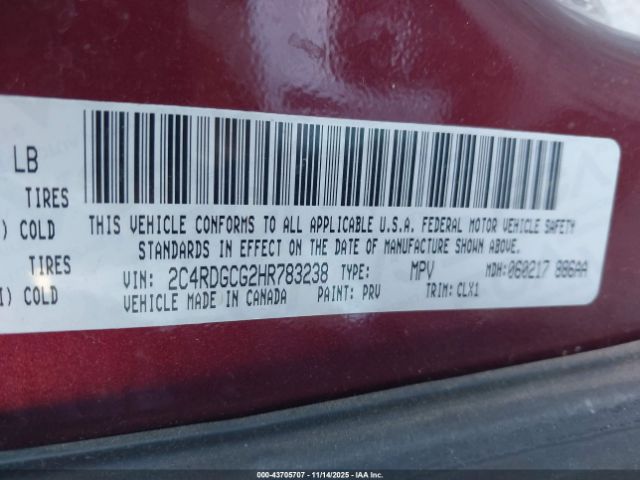 LB
TIRES
) COLD
TIRES
I) COLD
THIS VEHICLE CONFORMS TO ALL APPLICABLE U.S.A. FEDERAL MOTOR VEHICLE SAFETY
STANDARDS IN EFFECT ON THE DATE OF MANUFACTURE SHOWN ABOVE.
VIN: 2C4RDGCG2HR783238 TYPE: MPV MDH:060217 886AA
VEHICLE MADE IN CANADA PAINT: PRV TRIM: CLX1
© IAA 43705707 - 11/14/2025 - IAAI.COM